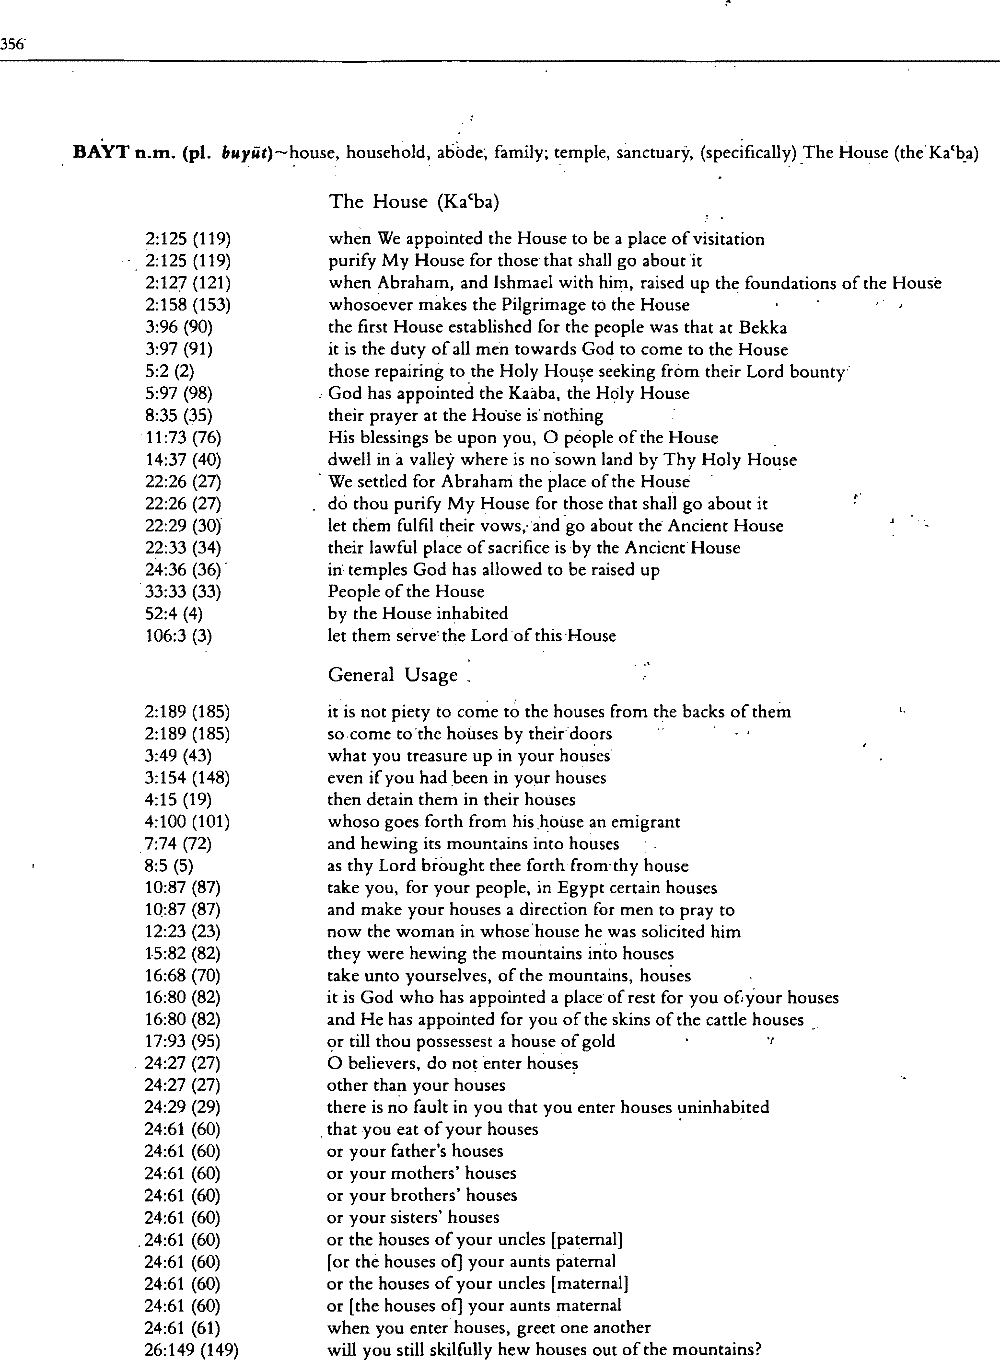 356
BAYT n.m. (pl. buyūt)~house, household, abode, family; temple, sanctuary, (specifically) The House (the Kaʿba)
The House (Kaʿba)
2:125 (119) when We appointed the House to be a place of visitation
2:125 (119) purify My House for those that shall go about it
2:127 (121) when Abraham, and Ishmael with him, raised up the foundations of the House
2:158 (153) whosoever makes the Pilgrimage to the House
3:96 (90) the first House established for the people was that at Bekka
3:97 (91) it is the duty of all men towards God to come to the House
5:2 (2) those repairing to the Holy House seeking from their Lord bounty
5:97 (98) God has appointed the Kaaba, the Holy House
8:35 (35) their prayer at the House is nothing
11:73 (76) His blessings be upon you, O people of the House
14:37 (40) dwell in a valley where is no sown land by Thy Holy House
22:26 (27) We settled for Abraham the place of the House
22:26 (27) do thou purify My House for those that shall go about it
22:29 (30) let them fulfil their vows, and go about the Ancient House
22:33 (34) their lawful place of sacrifice is by the Ancient House
24:36 (36) in temples God has allowed to be raised up
33:33 (33) People of the House
52:4 (4) by the House inhabited
106:3 (3) let them serve the Lord of this House
General Usage
2:189 (185) it is not piety to come to the houses from the backs of them
2:189 (185) so come to the houses by their doors
3:49 (43) what you treasure up in your houses
3:154 (148) even if you had been in your houses
4:15 (19) then detain them in their houses
4:100 (101) whoso goes forth from his house an emigrant
7:74 (72) and hewing its mountains into houses
8:5 (5) as thy Lord brought thee forth from thy house
10:87 (87) take you, for your people, in Egypt certain houses
10:87 (87) and make your houses a direction for men to pray to
12:23 (23) now the woman in whose house he was solicited him
15:82 (82) they were hewing the mountains into houses
16:68 (70) take unto yourselves, of the mountains, houses
16:80 (82) it is God who has appointed a place of rest for you of your houses
16:80 (82) and He has appointed for you of the skins of the cattle houses
17:93 (95) or till thou possessest a house of gold
24:27 (27) O believers, do not enter houses
24:27 (27) other than your houses
24:29 (29) there is no fault in you that you enter houses uninhabited
24:61 (60) that you eat of your houses
24:61 (60) or your father's houses
24:61 (60) or your mothers' houses
24:61 (60) or your brothers' houses
24:61 (60) or your sisters' houses
24:61 (60) or the houses of your uncles [paternal]
24:61 (60) [or the houses of] your aunts paternal
24:61 (60) or the houses of your uncles [maternal]
24:61 (60) or [the houses of] your aunts maternal
24:61 (61) when you enter houses, greet one another
26:149 (149) will you still skilfully hew houses out of the mountains?